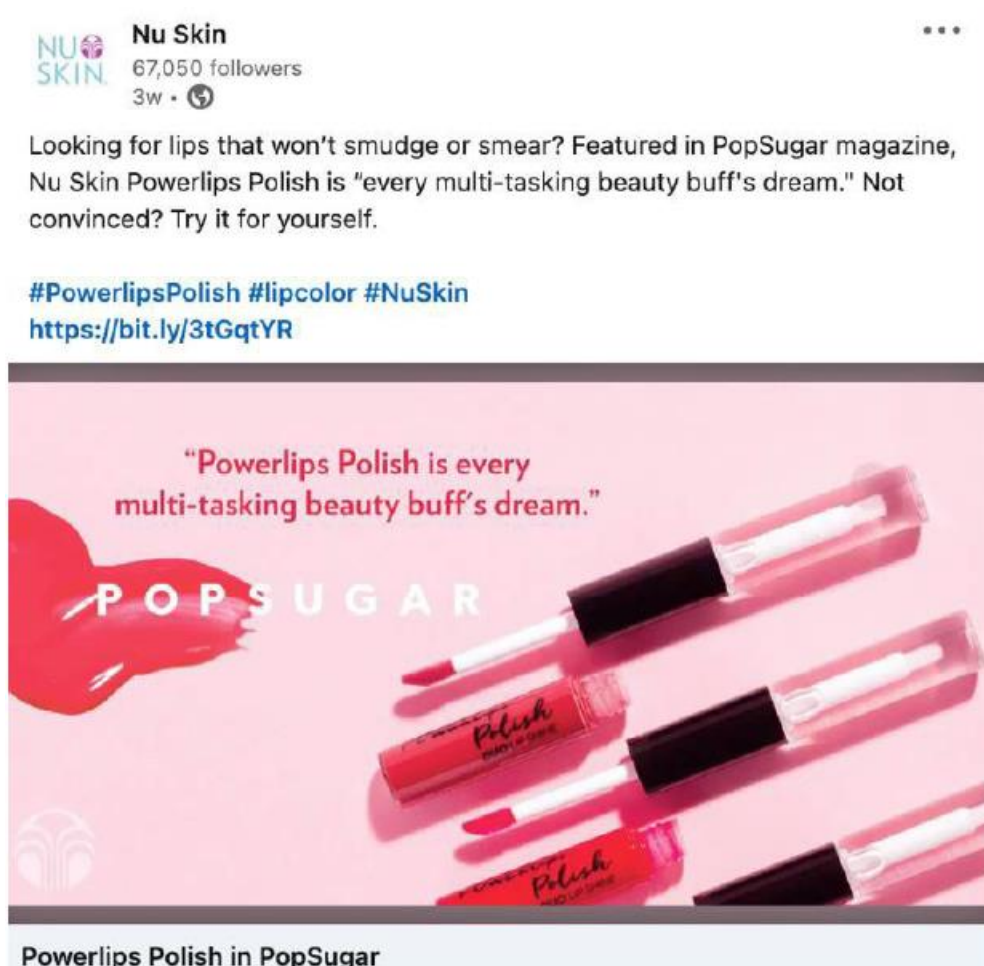 NU
SKIN
Nu Skin
67,050 followers
3w •
Looking for lips that won't smudge or smear? Featured in PopSugar magazine,
Nu Skin Powerlips Polish is "every multi-tasking beauty buff's dream." Not
convinced? Try it for yourself.
#PowerlipsPolish #lipcolor #NuSkin
https://bit.ly/3tGqtYR
“Powerlips Polish is every
multi-tasking beauty buff's dream.”
POPSUGAR
Polish
Polish
Powerlips Polish in PopSugar